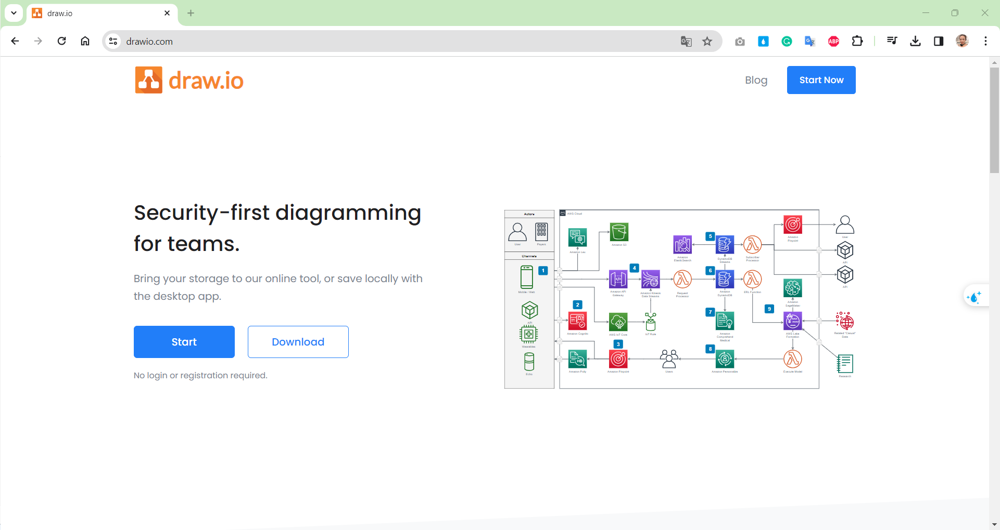 draw.io
drawio.com
ABP
draw.io
Blog
Start Now
Security-first diagramming
for teams.
Bring your storage to our online tool, or save locally with
the desktop app.
Start
Download
No login or registration required.
Actors
User
Payers
Channels
1
Mobile / Web
API
Wearables
Echo
AWS Cloud
Amazon Lex
Amazon S3
2
Amazon Cognito
Amazon Polly
4
Amazon API
Gateway
Amazon Kinesis
Data Streams
AWS IoT Core
IoT Rule
3
Amazon Pinpoint
Users
Amazon
ElasticSearch
Request
Processor
5
DynamoDB
Streams
6
Amazon
DynamoDB
7
Amazon
Comprehend
Medical
8
Amazon Personalize
Subscriber
Processor
ERL Function
Amazon
Pinpoint
Amazon
SageMaker
9
AWS Lake
Formation
Execute Model
User
API
API
Related "Casual"
Data
Research